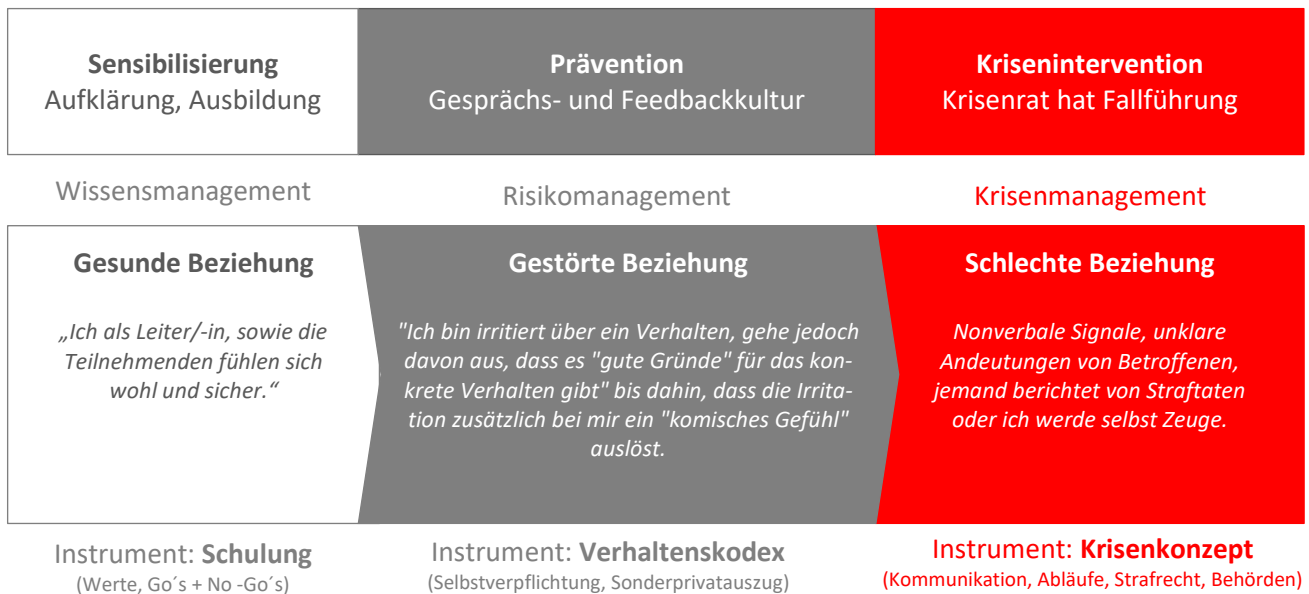 Sensibilisierung
Aufklärung, Ausbildung
Prävention
Gesprächs- und Feedbackkultur
Krisenintervention
Krisenrat hat Fallführung
Wissensmanagement
Risikomanagement
Krisenmanagement
Gesunde Beziehung
„Ich als Leiter/-in, sowie die
Teilnehmenden fühlen sich
wohl und sicher.“
Gestörte Beziehung
"Ich bin irritiert über ein Verhalten, gehe jedoch
davon aus, dass es "gute Gründe" für das kon-
krete Verhalten gibt" bis dahin, dass die Irrita-
tion zusätzlich bei mir ein "komisches Gefühl"
auslöst.
Schlechte Beziehung
Nonverbale Signale, unklare
Andeutungen von Betroffenen,
jemand berichtet von Straftaten
oder ich werde selbst Zeuge.
Instrument: Schulung
(Werte, Go´s + No -Go´s)
Instrument: Verhaltenskodex
(Selbstverpflichtung, Sonderprivatauszug)
Instrument: Krisenkonzept
(Kommunikation, Abläufe, Strafrecht, Behörden)